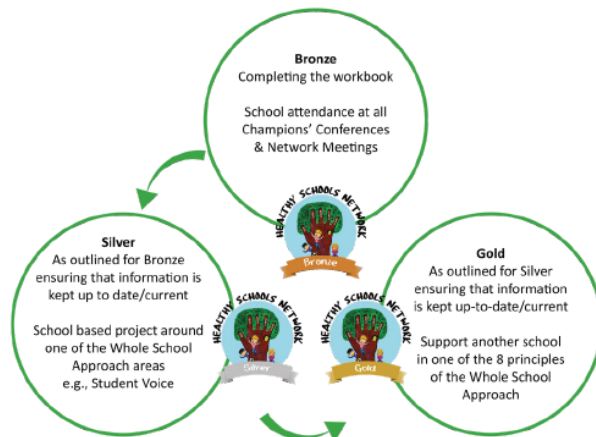 Bronze
Completing the workbook
School attendance at all
Champions' Conferences
& Network Meetings
HEALTHY SCHOOLS NETWORK
Bronze
Silver
As outlined for Bronze
ensuring that information is
kept up to date/current
School based project around
one of the Whole School
Approach areas
e.g., Student Voice
HEALTHY SCHOOLS NETWORK
Silver
HEALTHY SCHOOLS NETWORK
Gold
Gold
As outlined for Silver
ensuring that information
is kept up-to-date/current
Support another school
in one of the 8 principles
of the Whole School
Approach